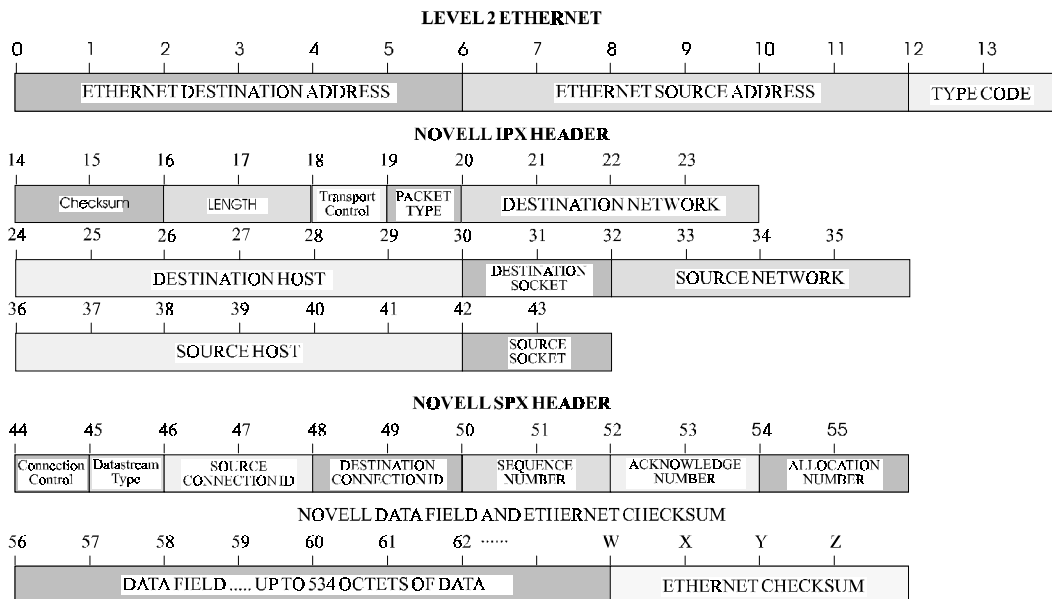 LEVEL 2 ETHERNET
0 1 2 3 4 5 6 7 8 9 10 11 12 13
ETHERNET DESTINATION ADDRESS ETHERNET SOURCE ADDRESS TYPE CODE
NOVELL IPX HEADER
14 15 16 17 18 19 20 21 22 23
Checksum LENGTH Transport Control PACKET TYPE DESTINATION NETWORK
24 25 26 27 28 29 30 31 32 33 34 35
DESTINATION HOST DESTINATION SOCKET SOURCE NETWORK
36 37 38 39 40 41 42 43
SOURCE HOST SOURCE SOCKET
NOVELL SPX HEADER
44 45 46 47 48 49 50 51 52 53 54 55
Connection Control Datastream Type SOURCE CONNECTION ID DESTINATION CONNECTION ID SEQUENCE NUMBER ACKNOWLEDGE NUMBER ALLOCATION NUMBER
NOVELL DATA FIELD AND ETHERNET CHECKSUM
56 57 58 59 60 61 62 ...... W X Y Z
DATA FIELD ..... UP TO 534 OCTETS OF DATA ETHERNET CHECKSUM